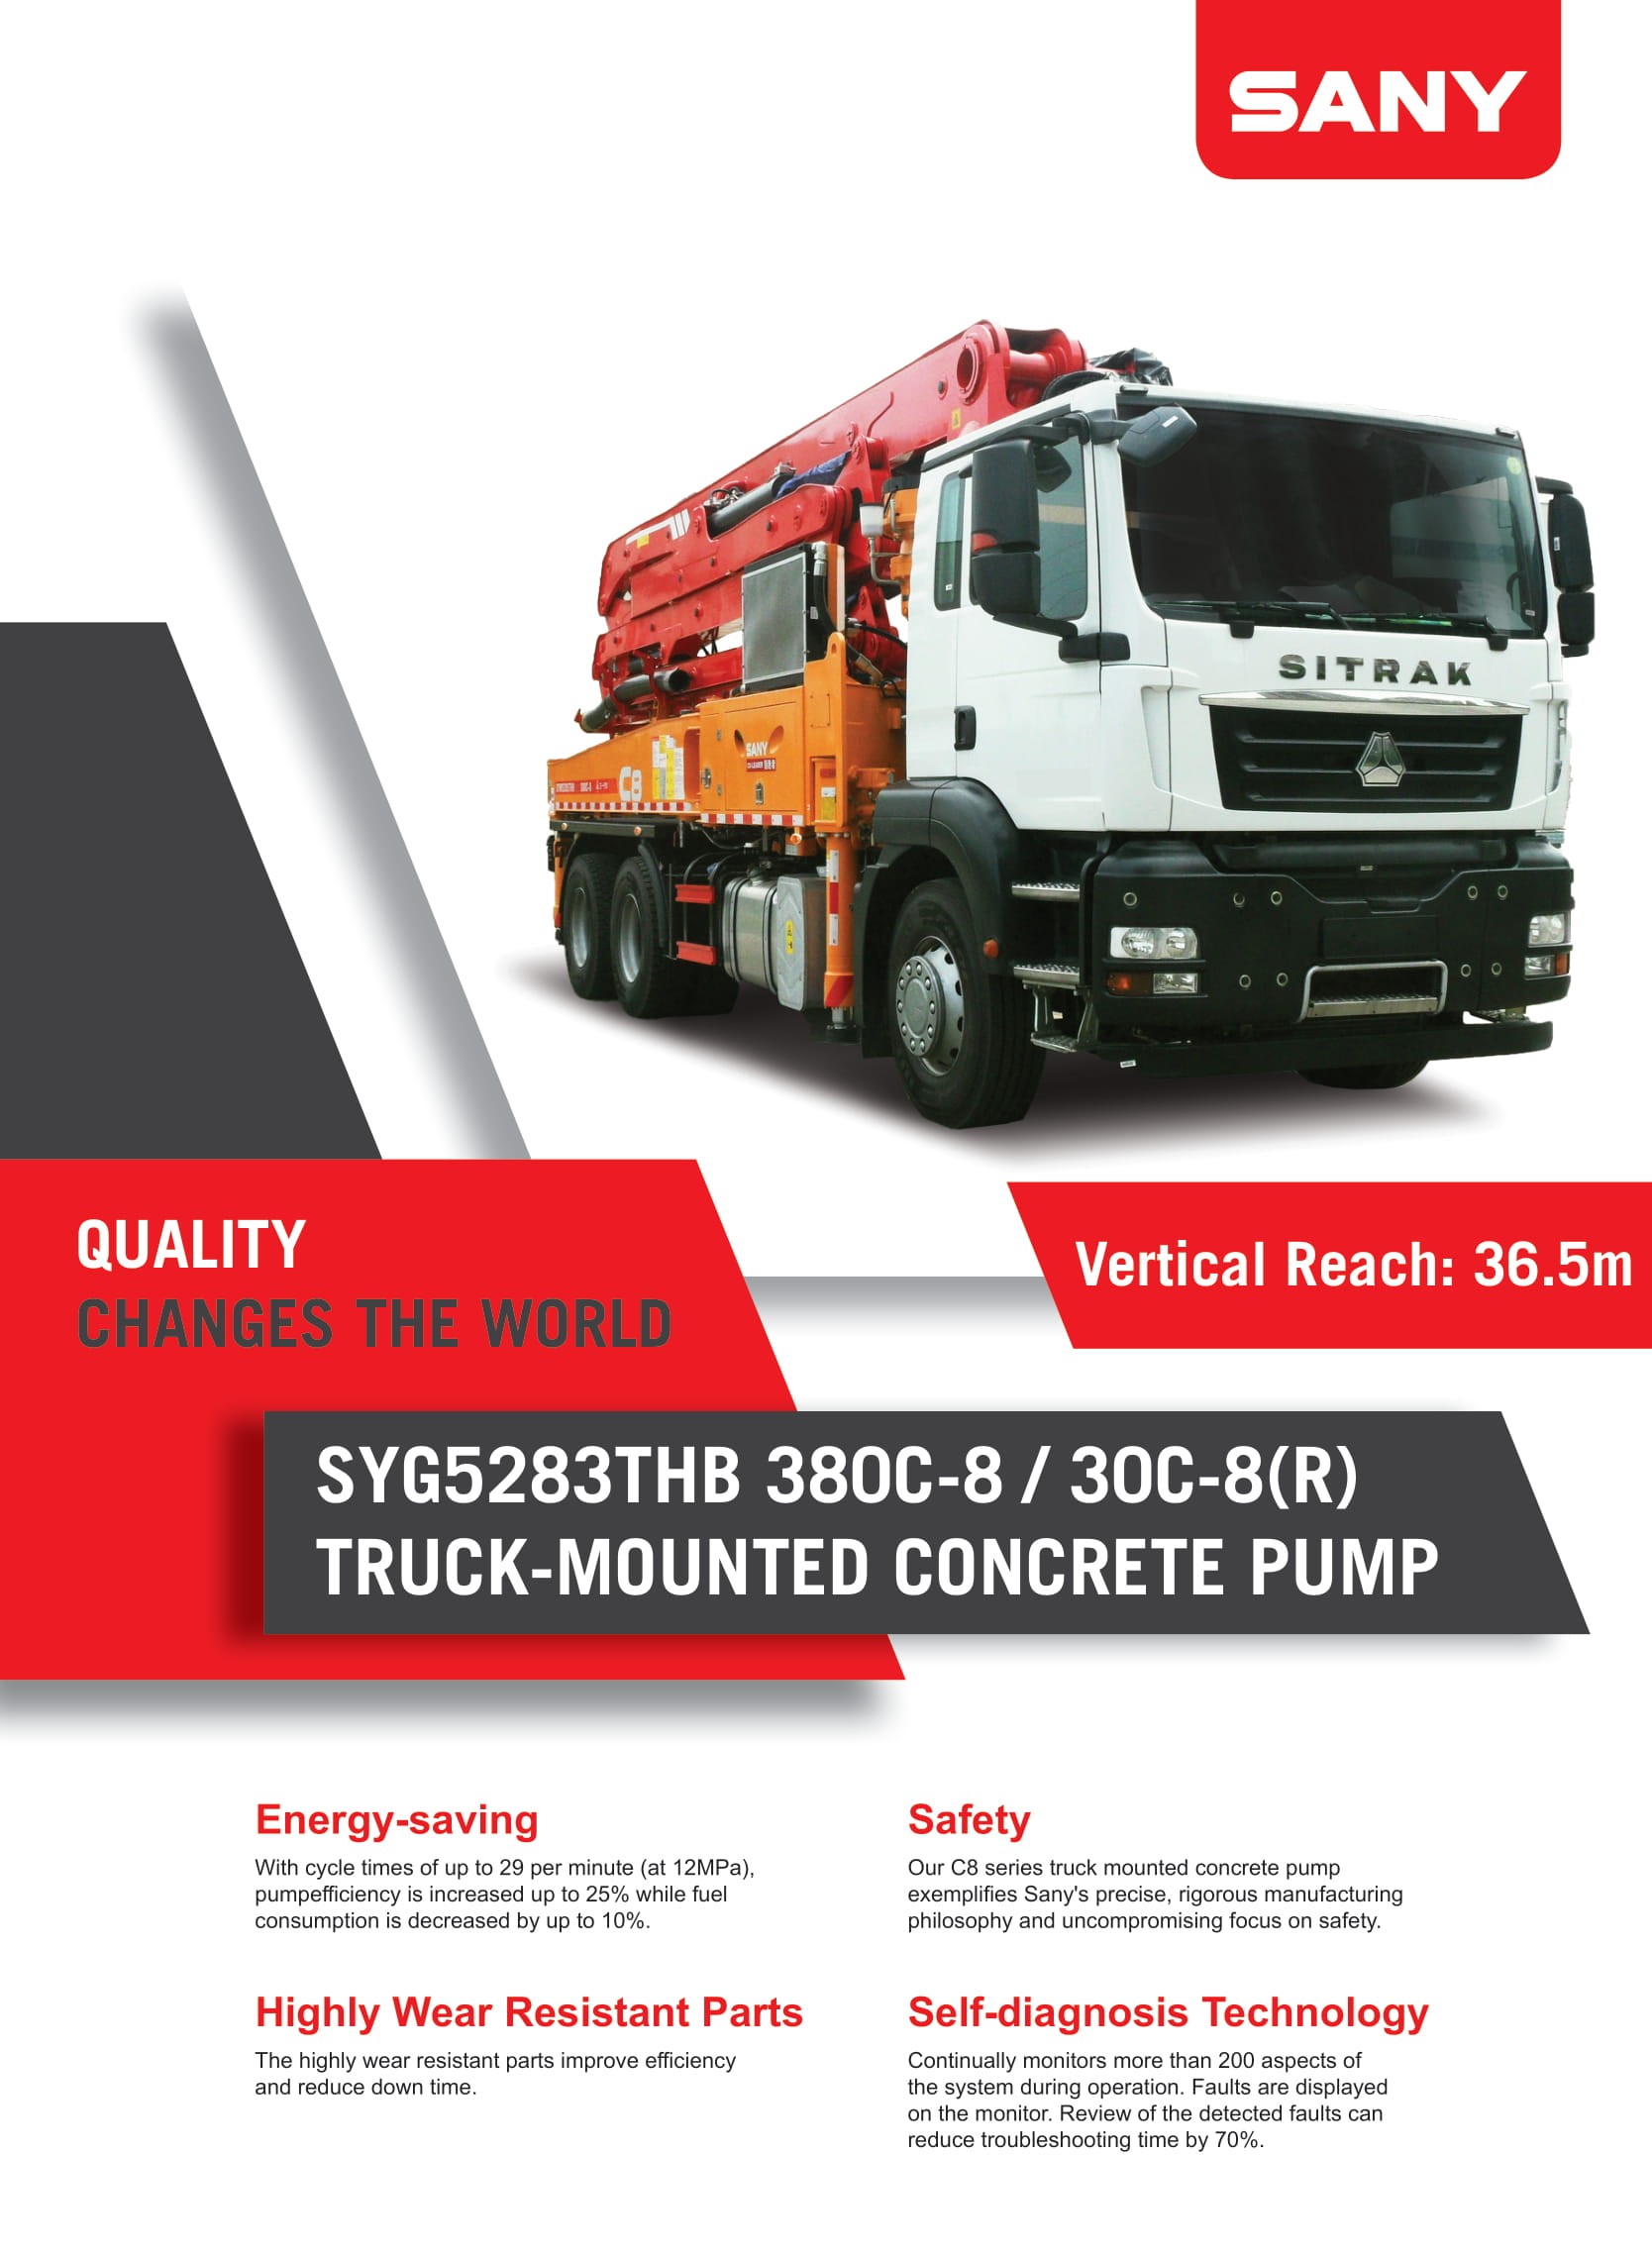 SANY
SITRAK
SANY
C8
QUALITY
CHANGES THE WORLD
Vertical Reach: 36.5m
SYG5283THB 380C-8 / 30C-8(R)
TRUCK-MOUNTED CONCRETE PUMP
Energy-saving
With cycle times of up to 29 per minute (at 12MPa),
pumpefficiency is increased up to 25% while fuel
consumption is decreased by up to 10%.
Safety
Our C8 series truck mounted concrete pump
exemplifies Sany's precise, rigorous manufacturing
philosophy and uncompromising focus on safety.
Highly Wear Resistant Parts
The highly wear resistant parts improve efficiency
and reduce down time.
Self-diagnosis Technology
Continually monitors more than 200 aspects of
the system during operation. Faults are displayed
on the monitor. Review of the detected faults can
reduce troubleshooting time by 70%.